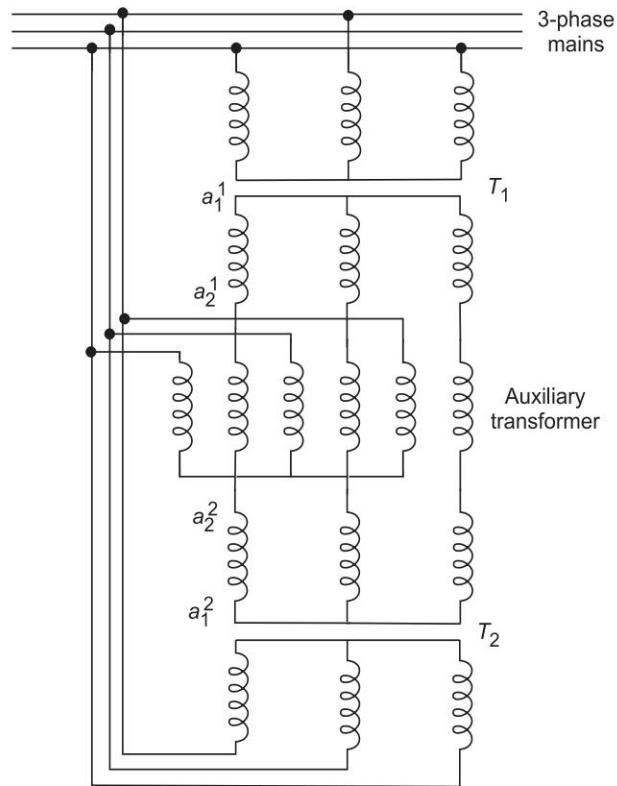 3-phase
mains
T₁
a₁¹
a₂¹
Auxiliary
transformer
a₂²
a₁²
T₂